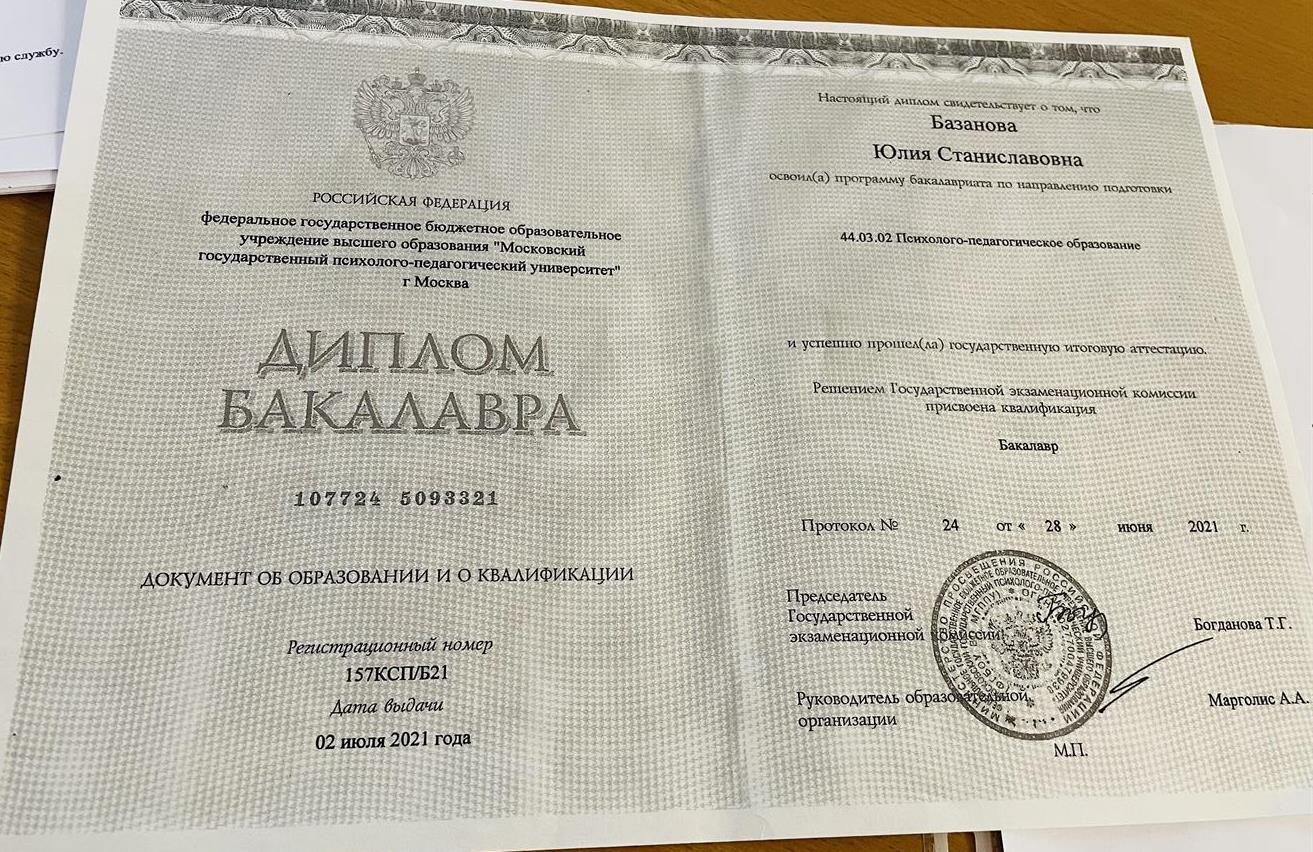 ю службу.
РОССИЙСКАЯ ФЕДЕРАЦИЯ
федеральное государственное бюджетное образовательное
учреждение высшего образования "Московский
государственный психолого-педагогический университет"
г Москва
ДИПЛОМ
БАКАЛАВРА
107724 5093321
ДОКУМЕНТ ОБ ОБРАЗОВАНИИ И О КВАЛИФИКАЦИИ
Регистрационный номер
157КСП/Б21
Дата выдачи
02 июля 2021 года
Настоящий диплом свидетельствует о том, что
Базанова
Юлия Станиславовна
освоил(а) программу бакалавриата по направлению подготовки
44.03.02 Психолого-педагогическое образование
и успешно прошел(ла) государственную итоговую аттестацию.
Решением Государственной экзаменационной комиссии
присвоена квалификация
Бакалавр
Протокол № 24 от « 28 » июня 2021 г.
Председатель
Государственной
экзаменационной комиссии
Богданова Т.Г.
Руководитель образовательной
организации
Марголис А.А.
М.П.
МИНИСТЕРСТВО ПРОСВЕЩЕНИЯ РОССИЙСКОЙ ФЕДЕРАЦИИ